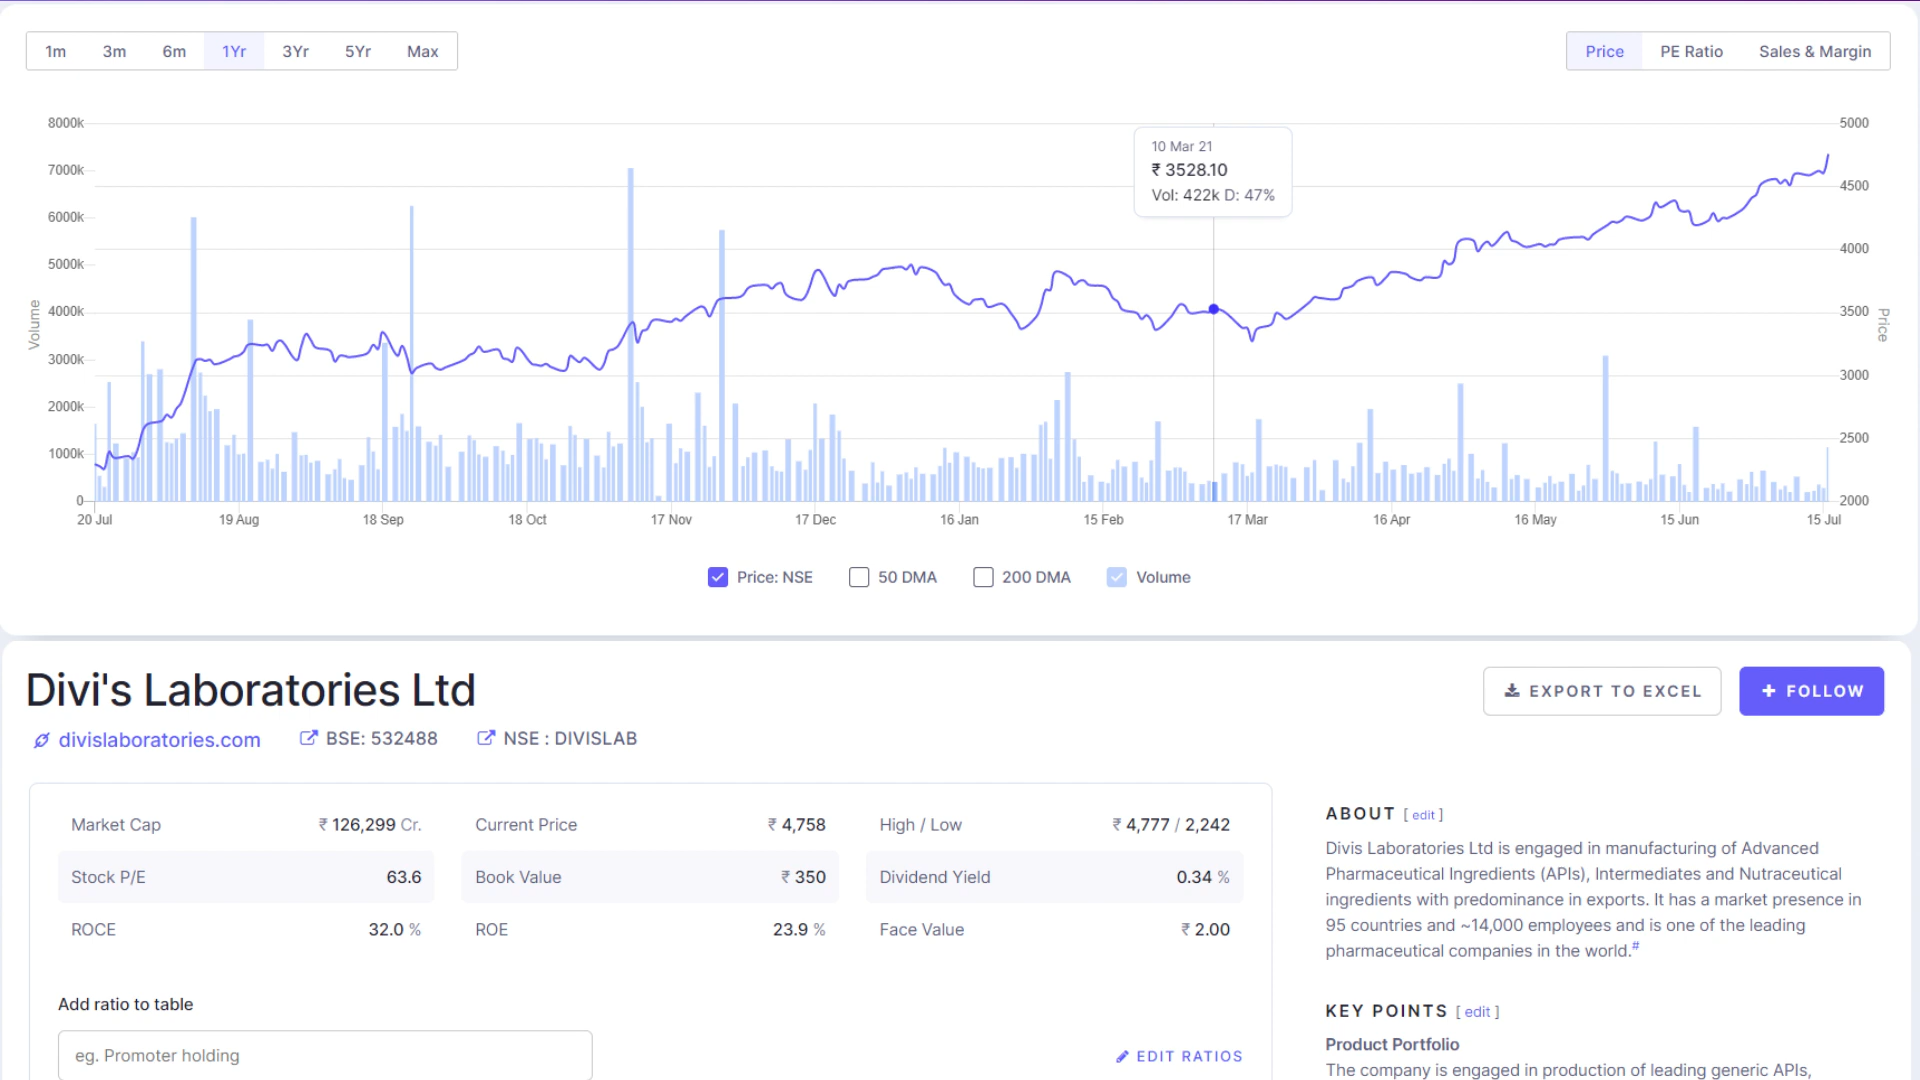 1m 3m 6m 1Yr 3Yr 5Yr Max
Price PE Ratio Sales & Margin
8000k
7000k
6000k
5000k
4000k
3000k
2000k
1000k
0
Volume
10 Mar 21
₹ 3528.10
Vol: 422k D: 47%
5000
4500
4000
3500
3000
2500
2000
Price
20 Jul 19 Aug 18 Sep 18 Oct 17 Nov 17 Dec 16 Jan 15 Feb 17 Mar 16 Apr 16 May 15 Jun 15 Jul
Price: NSE 50 DMA 200 DMA Volume
Divi's Laboratories Ltd
EXPORT TO EXCEL
+ FOLLOW
divislaboratories.com BSE: 532488 NSE : DIVISLAB
Market Cap ₹ 126,299 Cr. Current Price ₹ 4,758 High / Low ₹ 4,777 / 2,242
Stock P/E 63.6 Book Value ₹ 350 Dividend Yield 0.34 %
ROCE 32.0 % ROE 23.9 % Face Value ₹ 2.00
Add ratio to table
eg. Promoter holding
EDIT RATIOS
ABOUT [ edit ]
Divis Laboratories Ltd is engaged in manufacturing of Advanced
Pharmaceutical Ingredients (APIs), Intermediates and Nutraceutical
ingredients with predominance in exports. It has a market presence in
95 countries and ~14,000 employees and is one of the leading
pharmaceutical companies in the world.#
KEY POINTS [ edit ]
Product Portfolio
The company is engaged in production of leading generic APIs,